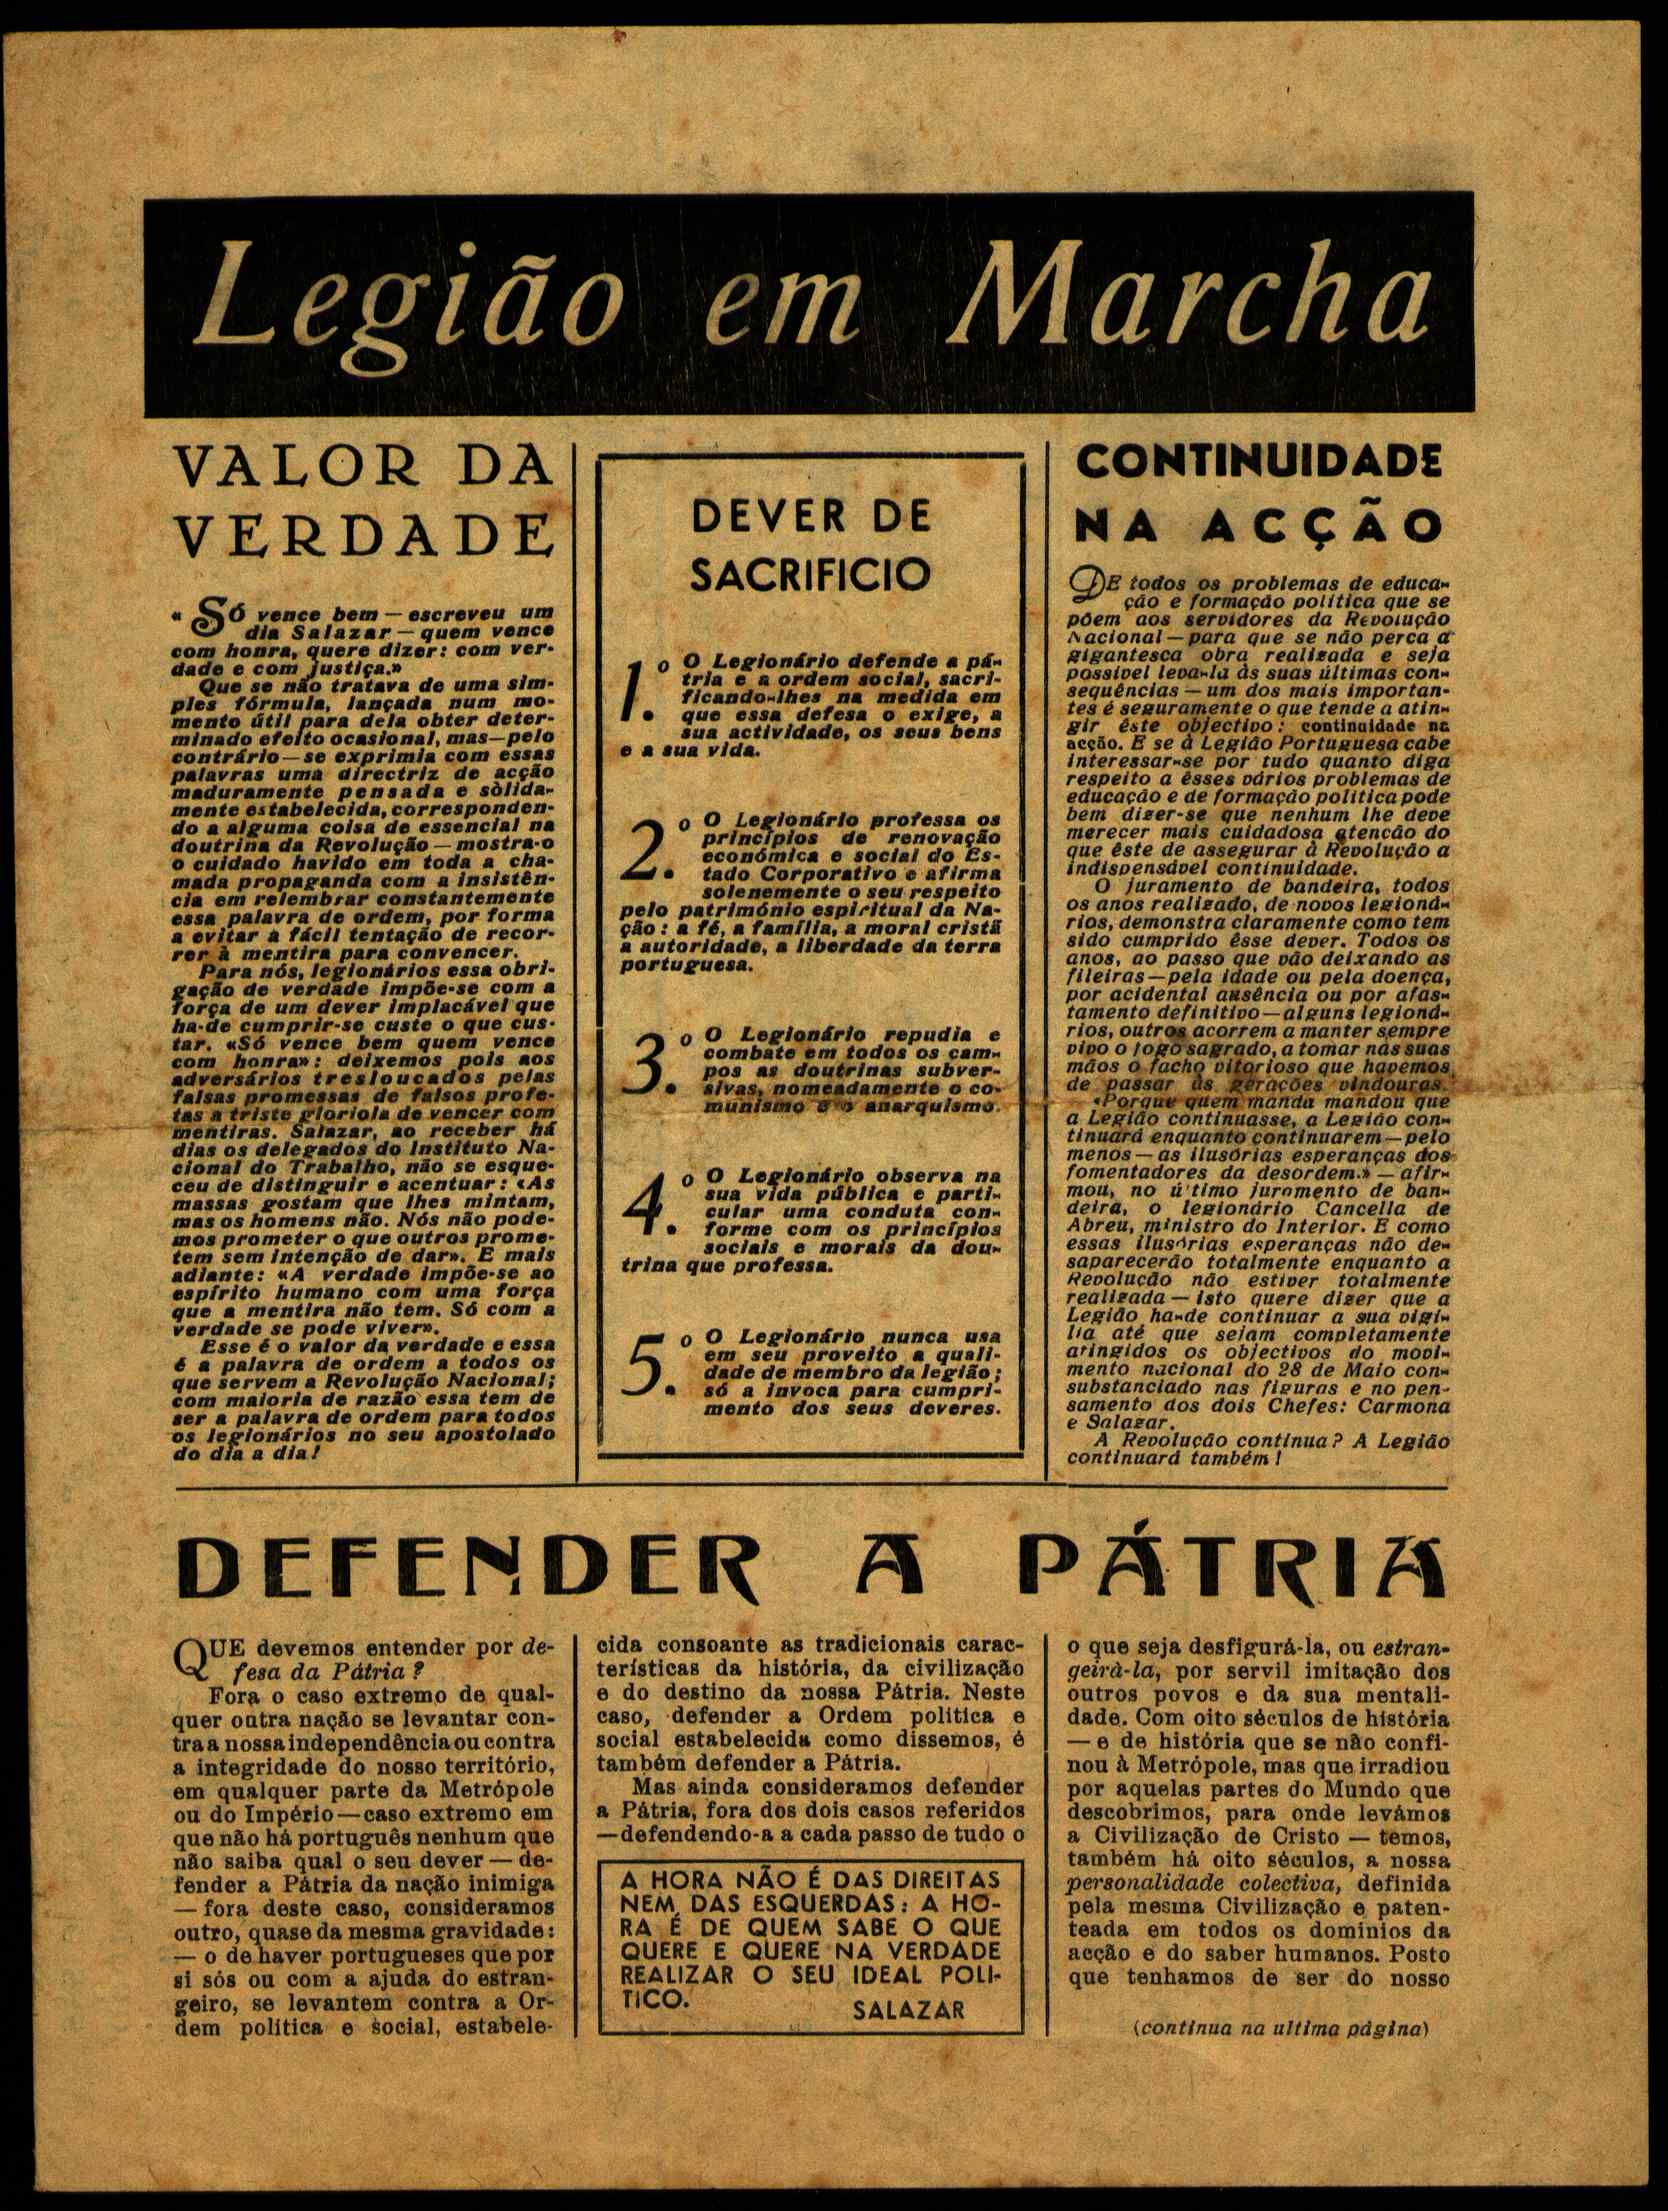 Legião em Marcha
VALOR DA
VERDADE
« SÓ vence bem — escreveu um
dia Salazar — quem vence
com honra, quere dizer: com ver-
dade e com justiça.»
Que se não tratava de uma sim-
ples fórmula, lançada num mo-
mento útil para dela obter deter-
minado efeito ocasional, mas—pelo
contrário—se exprimia com essas
palavras uma directriz de acção
maduramente pensada e sòlida-
mente estabelecida, corresponden-
do a alguma coisa de essencial na
doutrina da Revolução — mostra-o
o cuidado havido em toda a cha-
mada propaganda com a insistên-
cia em relembrar constantemente
essa palavra de ordem, por forma
a evitar a fácil tentação de recor-
rer à mentira para convencer.
Para nós, legionários essa obri-
gação de verdade impõe-se com a
força de um dever implacável que
ha-de cumprir-se custe o que cus-
tar. «Só vence bem quem vence
com honra»: deixemos pois aos
adversários tresloucados pelas
falsas promessas de falsos profe-
tas a triste gloriola de vencer com
mentiras. Salazar, ao receber há
dias os delegados do Instituto Na-
cional do Trabalho, não se esque-
ceu de distinguir e acentuar: «As
massas gostam que lhes mintam,
mas os homens não. Nós não pode-
mos prometer o que outros prome-
tem sem intenção de dar». E mais
adiante: «A verdade impõe-se ao
espírito humano com uma força
que a mentira não tem. Só com a
verdade se pode viver».
Esse é o valor da verdade e essa
é a palavra de ordem a todos os
que servem a Revolução Nacional;
com maioria de razão essa tem de
ser a palavra de ordem para todos
os legionários no seu apostolado
do dia a dia!
DEVER DE
SACRIFICIO
1.º O Legionário defende a pá-
tria e a ordem social, sacri-
ficando-lhes na medida em
que essa defesa o exige, a
sua actividade, os seus bens
e a sua vida.
2.º O Legionário professa os
princípios de renovação
económica e social do Es-
tado Corporativo e afirma
solenemente o seu respeito
pelo património espiritual da Na-
ção: a fé, a família, a moral cristã
a autoridade, a liberdade da terra
portuguesa.
3.º O Legionário repudia e
combate em todos os cam-
pos as doutrinas subver-
sivas, nomeadamente o co-
munismo e o anarquismo.
4.º O Legionário observa na
sua vida pública e parti-
cular uma conduta con-
forme com os princípios
sociais e morais da dou-
trina que professa.
5.º O Legionário nunca usa
em seu proveito a quali-
dade de membro da legião;
só a invoca para cumpri-
mento dos seus deveres.
CONTINUIDADE
NA ACÇÃO
DE todos os problemas de educa-
ção e formação política que se
põem aos servidores da Revolução
Nacional — para que se não perca a
gigantesca obra realizada e seja
possível leva-la às suas últimas con-
sequências — um dos mais importan-
tes é seguramente o que tende a atin-
gir êste objectivo: continuidade na
acção. E se à Legião Portuguesa cabe
interessar-se por tudo quanto diga
respeito a êsses vários problemas de
educação e de formação politica pode
bem dizer-se que nenhum lhe deve
merecer mais cuidadosa atencão do
que êste de assegurar à Revolução a
indispensável continuidade.
O juramento de bandeira, todos
os anos realizado, de novos legioná-
rios, demonstra claramente como tem
sido cumprido êsse dever. Todos os
anos, ao passo que vão deixando as
fileiras—pela idade ou pela doença,
por acidental ausência ou por afas-
tamento definitivo—alguns legioná-
rios, outros acorrem a manter sempre
vivo o fogo sagrado, a tomar nas suas
mãos o facho vitorioso que havemos
de passar às gerações vindouras.
«Porque quem manda mandou que
a Legião continuasse, a Legião con-
tinuará enquanto continuarem — pelo
menos — as ilusórias esperanças dos
fomentadores da desordem.» — afir-
mou, no último juramento de ban-
deira, o legionário Cancella de
Abreu, ministro do Interior. E como
essas ilusórias esperanças não de-
saparecerão totalmente enquanto a
Revolução não estiver totalmente
realizada — isto quere dizer que a
Legião ha-de continuar a sua vigí-
lia até que sejam completamente
atingidos os objectivos do movi-
mento nacional do 28 de Maio con-
substanciado nas figuras e no pen-
samento dos dois Chefes: Carmona
e Salazar.
A Revolução continua? A Legião
continuará também!
DEFENDER A PÁTRIA
QUE devemos entender por de-
fesa da Pátria?
Fora o caso extremo de qual-
quer outra nação se levantar con-
tra a nossa independência ou contra
a integridade do nosso território,
em qualquer parte da Metrópole
ou do Império—caso extremo em
que não há português nenhum que
não saiba qual o seu dever — de-
fender a Pátria da nação inimiga
— fora deste caso, consideramos
outro, quase da mesma gravidade:
— o de haver portugueses que por
si sós ou com a ajuda do estran-
geiro, se levantem contra a Or-
dem politica e social, estabele-
cida consoante as tradicionais carac-
terísticas da história, da civilização
e do destino da nossa Pátria. Neste
caso, defender a Ordem politica e
social estabelecida como dissemos, é
também defender a Pátria.
Mas ainda consideramos defender
a Pátria, fora dos dois casos referidos
—defendendo-a a cada passo de tudo o
A HORA NÃO É DAS DIREITAS
NEM DAS ESQUERDAS: A HO-
RA É DE QUEM SABE O QUE
QUERE E QUERE NA VERDADE
REALIZAR O SEU IDEAL POLI-
TICO.
SALAZAR
o que seja desfigurá-la, ou estran-
geirá-la, por servil imitação dos
outros povos e da sua mentali-
dade. Com oito séculos de história
— e de história que se não confi-
nou à Metrópole, mas que irradiou
por aquelas partes do Mundo que
descobrimos, para onde levámos
a Civilização de Cristo — temos,
também há oito séculos, a nossa
personalidade colectiva, definida
pela mesma Civilização e paten-
teada em todos os dominios da
acção e do saber humanos. Posto
que tenhamos de ser do nosso
(continua na ultima página)